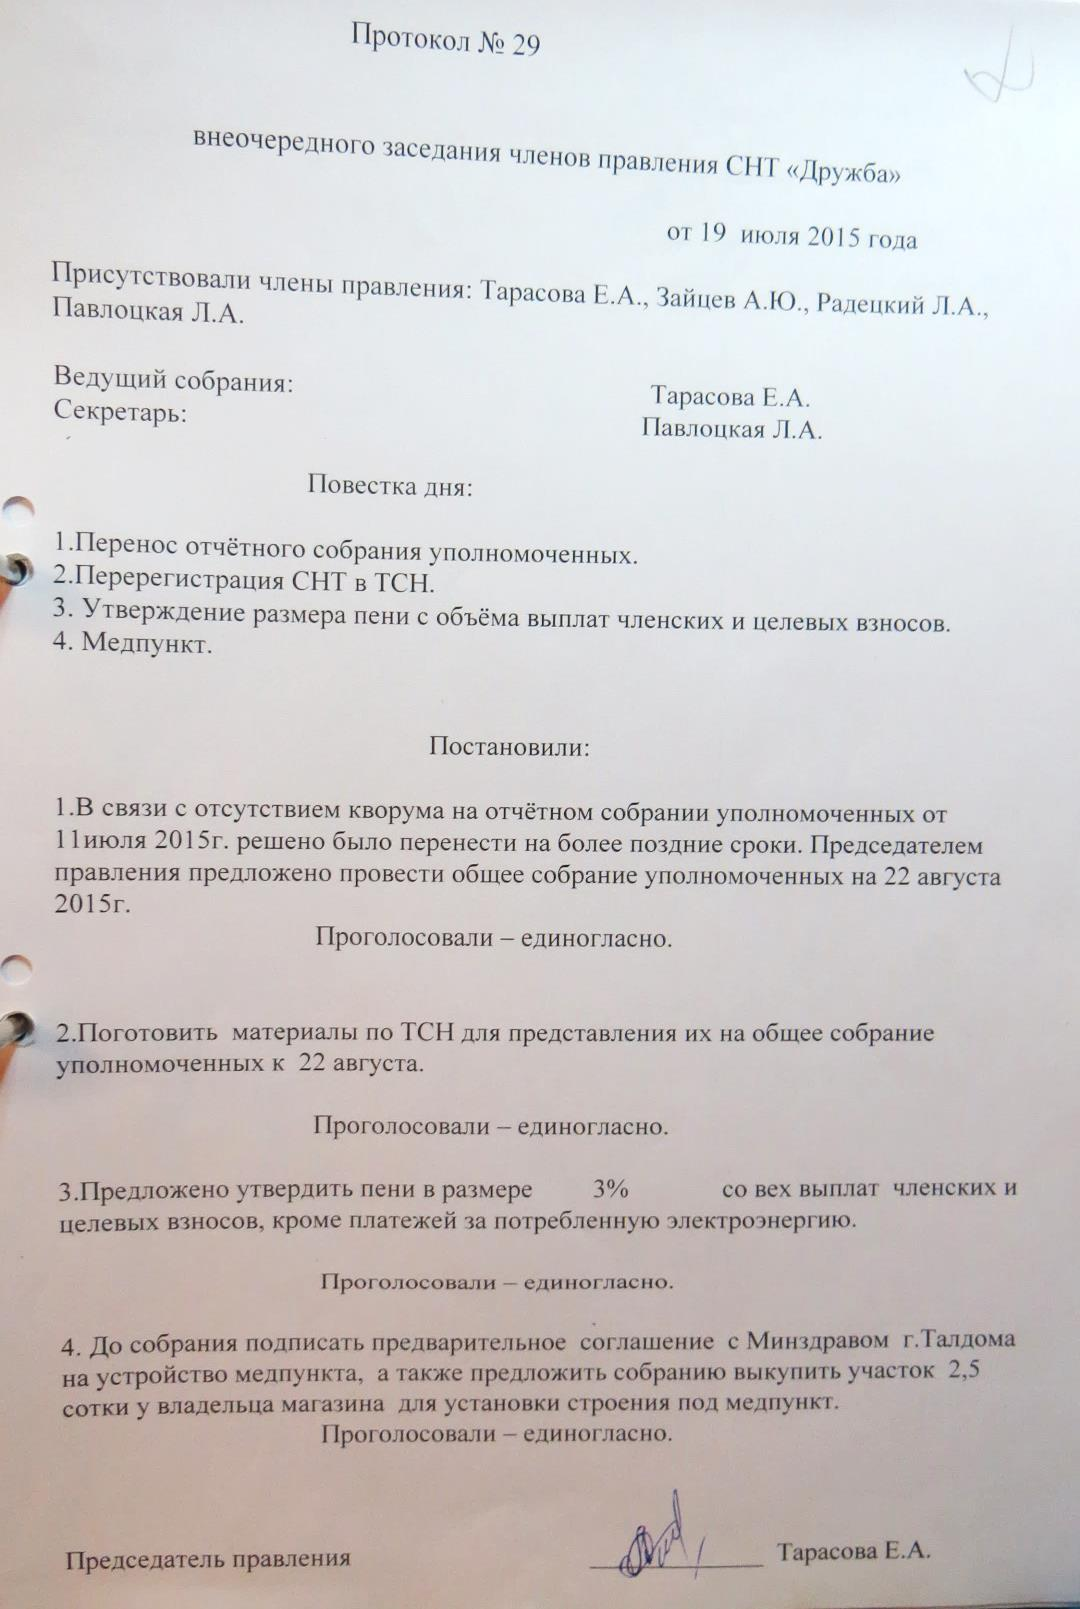 Протокол № 29
внеочередного заседания членов правления СНТ «Дружба»
от 19 июля 2015 года
Присутствовали члены правления: Тарасова Е.А., Зайцев А.Ю., Радецкий Л.А.,
Павлоцкая Л.А.
Ведущий собрания: Тарасова Е.А.
Секретарь: Павлоцкая Л.А.
Повестка дня:
1.Перенос отчётного собрания уполномоченных.
2.Перерегистрация СНТ в ТСН.
3. Утверждение размера пени с объёма выплат членских и целевых взносов.
4. Медпункт.
Постановили:
1.В связи с отсутствием кворума на отчётном собрании уполномоченных от
11июля 2015г. решено было перенести на более поздние сроки. Председателем
правления предложено провести общее собрание уполномоченных на 22 августа
2015г.
Проголосовали – единогласно.
2.Поготовить материалы по ТСН для представления их на общее собрание
уполномоченных к 22 августа.
Проголосовали – единогласно.
3.Предложено утвердить пени в размере 3% со вех выплат членских и
целевых взносов, кроме платежей за потребленную электроэнергию.
Проголосовали – единогласно.
4. До собрания подписать предварительное соглашение с Минздравом г.Талдома
на устройство медпункта, а также предложить собранию выкупить участок 2,5
сотки у владельца магазина для установки строения под медпункт.
Проголосовали – единогласно.
Председатель правления Тарасова Е.А.